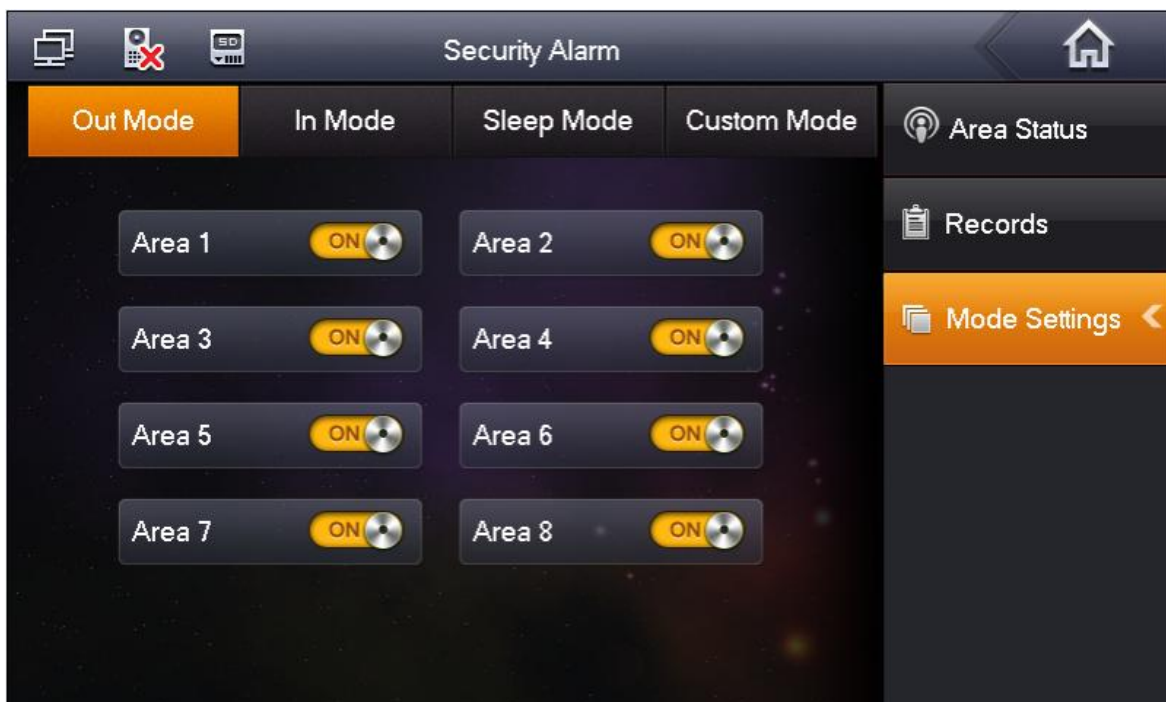 SD
Security Alarm
Out Mode
In Mode
Sleep Mode
Custom Mode
Area 1 ON
Area 2 ON
Area 3 ON
Area 4 ON
Area 5 ON
Area 6 ON
Area 7 ON
Area 8 ON
Area Status
Records
Mode Settings